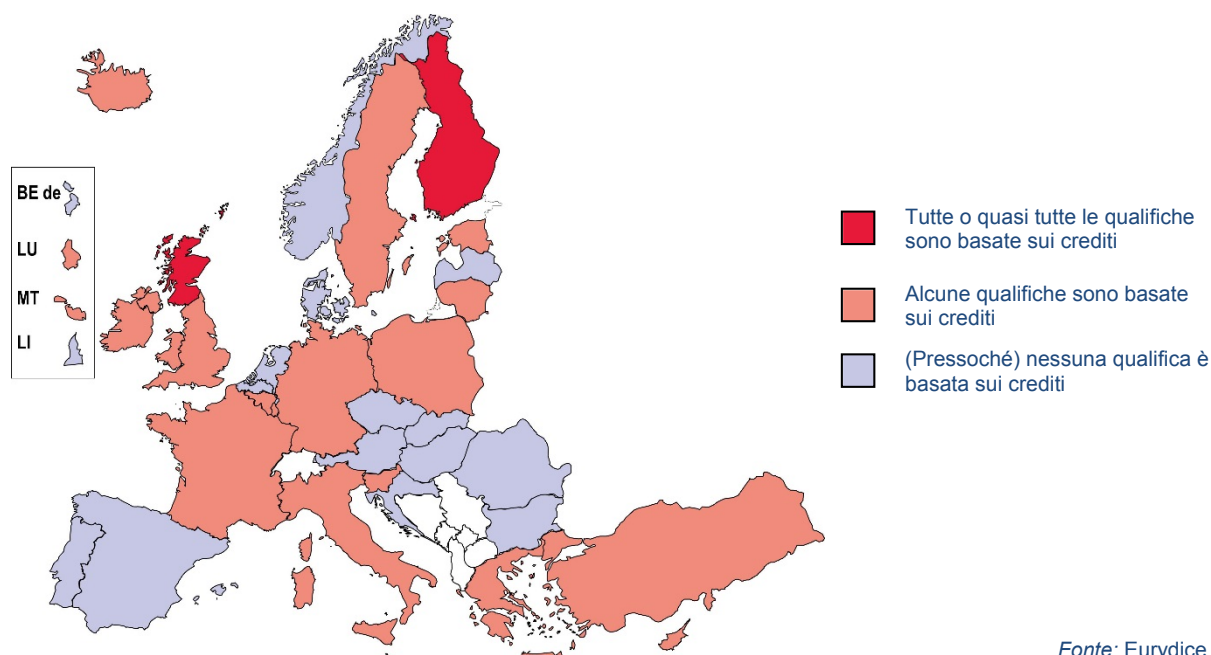 BE de
LU
MT
LI
Tutte o quasi tutte le qualifiche
sono basate sui crediti
Alcune qualifiche sono basate
sui crediti
(Pressoché) nessuna qualifica è
basata sui crediti
Fonte: Eurydice